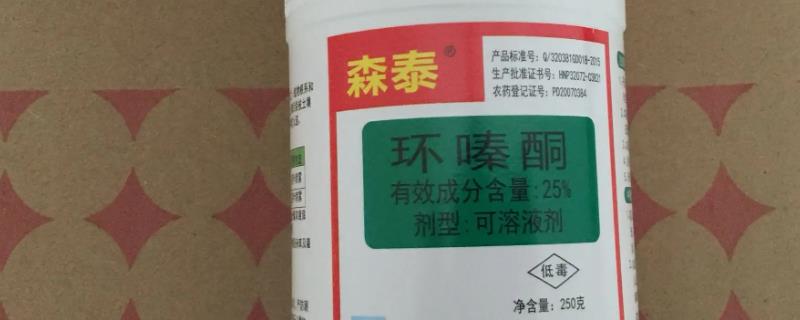 森泰®
产品标准号：Q/320381GDD18-2015
生产批准证书号：HNP32072-C3821
农药登记证号：PD20070384
环嗪酮
有效成分含量：25%
剂型：可溶液剂
低毒
净含量：250克